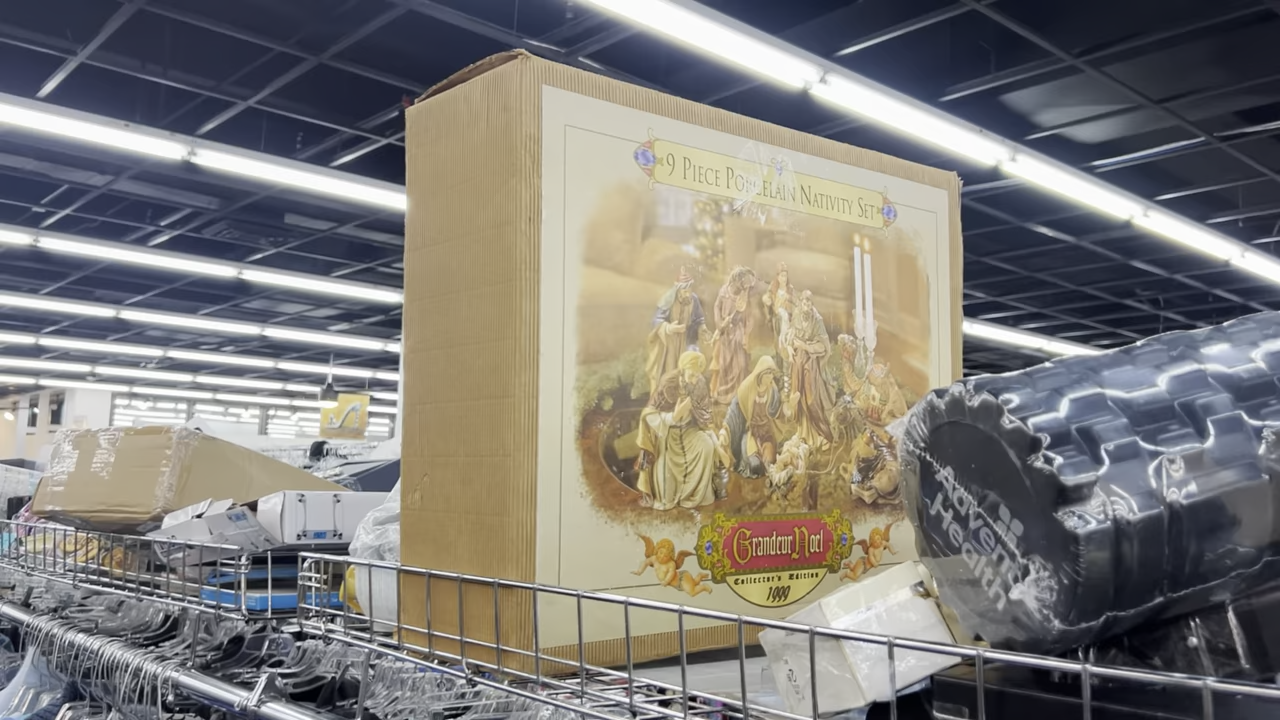 9 Piece Porcelain Nativity Set
Grandeur Noel
Collector's Edition
1999
Advent
Health